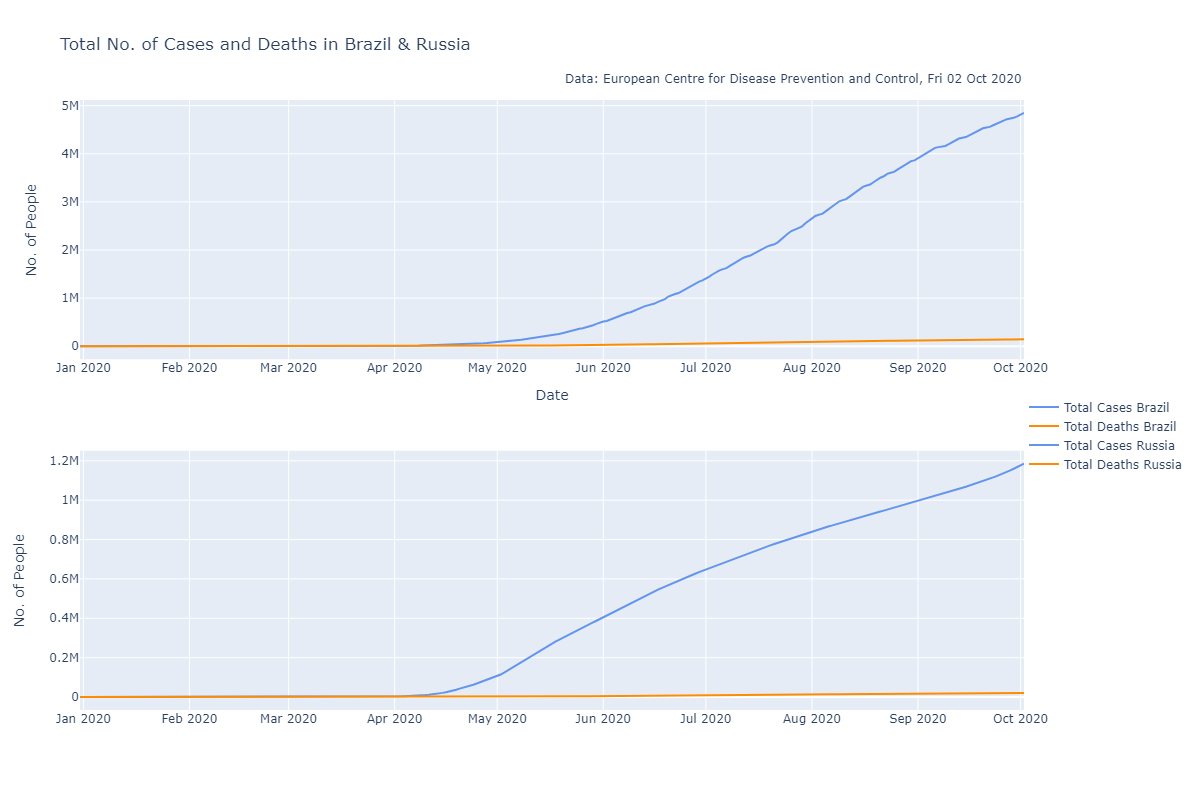 Total No. of Cases and Deaths in Brazil & Russia
Data: European Centre for Disease Prevention and Control, Fri 02 Oct 2020
5M
4M
3M
2M
1M
0
No. of People
Jan 2020 Feb 2020 Mar 2020 Apr 2020 May 2020 Jun 2020 Jul 2020 Aug 2020 Sep 2020 Oct 2020
Date
Total Cases Brazil
Total Deaths Brazil
Total Cases Russia
Total Deaths Russia
1.2M
1M
0.8M
0.6M
0.4M
0.2M
0
No. of People
Jan 2020 Feb 2020 Mar 2020 Apr 2020 May 2020 Jun 2020 Jul 2020 Aug 2020 Sep 2020 Oct 2020